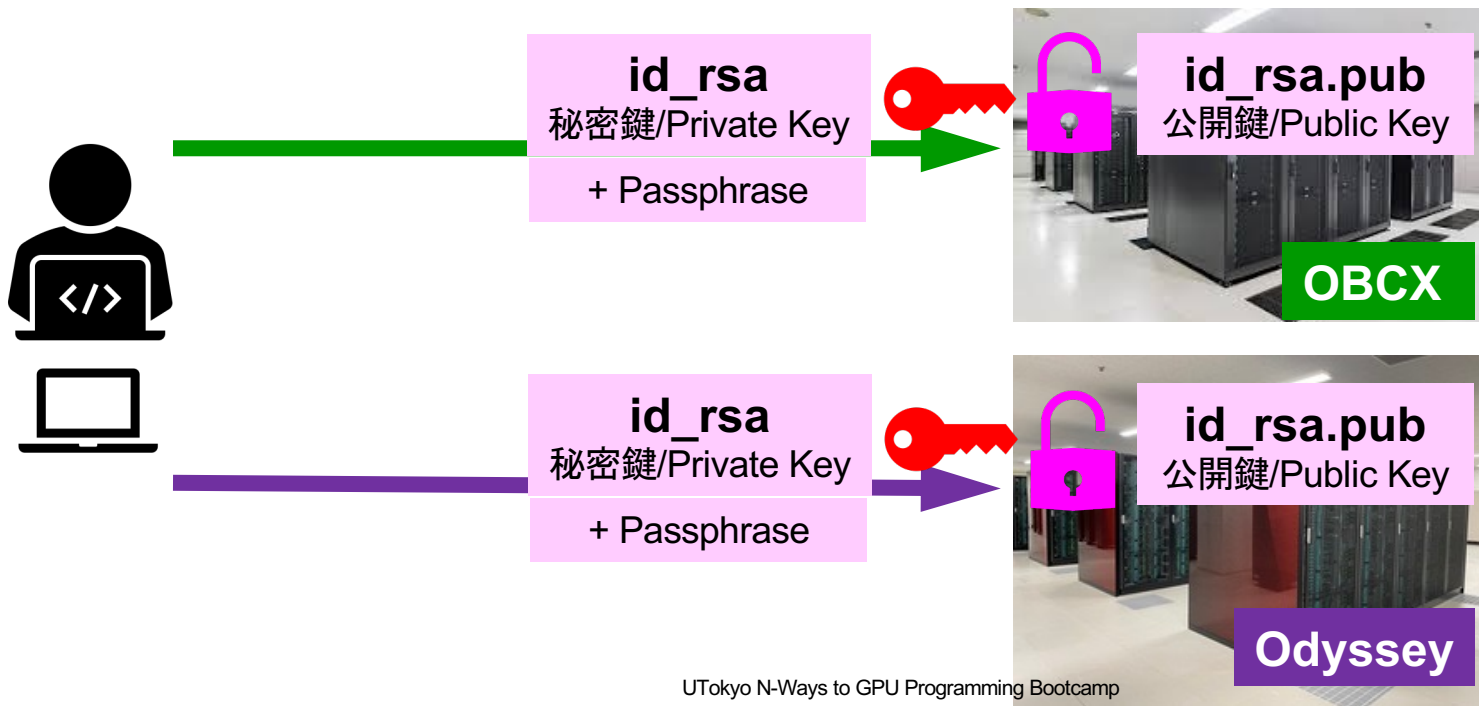 id_rsa
秘密鍵/Private Key
+ Passphrase
id_rsa.pub
公開鍵/Public Key
OBCX
</>
id_rsa
秘密鍵/Private Key
+ Passphrase
id_rsa.pub
公開鍵/Public Key
Odyssey
UTokyo N-Ways to GPU Programming Bootcamp